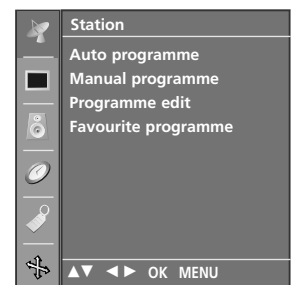 Station
Auto programme
Manual programme
Programme edit
Favourite programme
▲▼ ◄► OK MENU